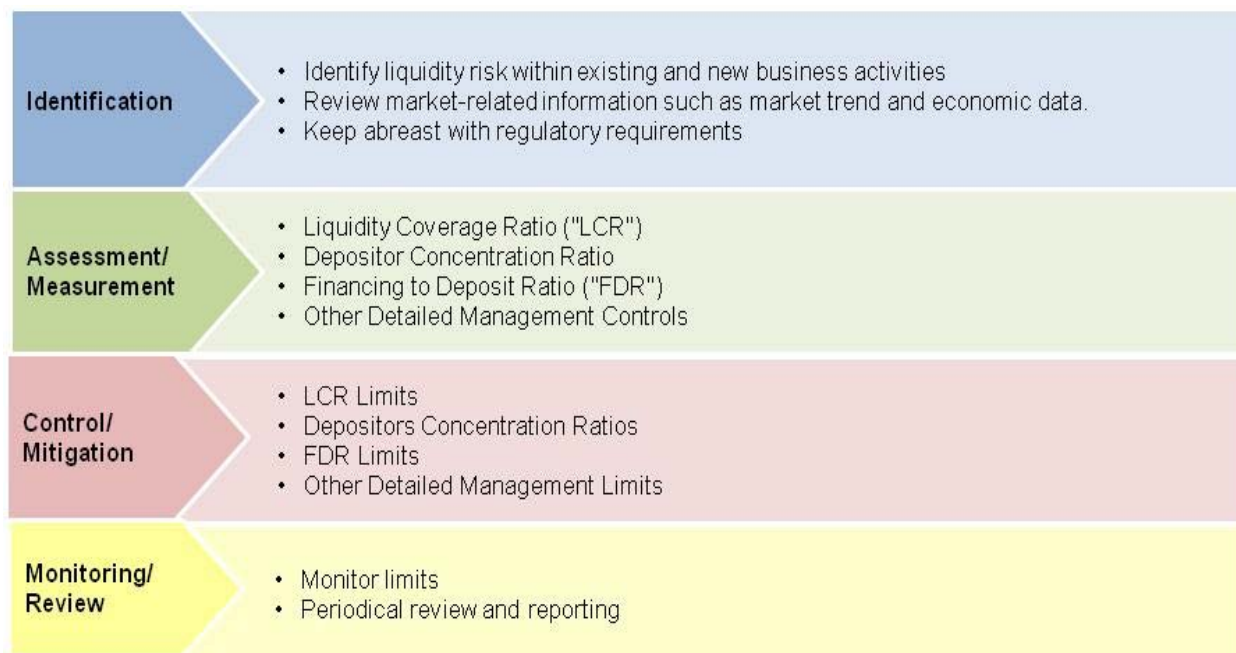 Identification
• Identify liquidity risk within existing and new business activities
• Review market-related information such as market trend and economic data.
• Keep abreast with regulatory requirements
Assessment/
Measurement
• Liquidity Coverage Ratio ("LCR")
• Depositor Concentration Ratio
• Financing to Deposit Ratio ("FDR")
• Other Detailed Management Controls
Control/
Mitigation
• LCR Limits
• Depositors Concentration Ratios
• FDR Limits
• Other Detailed Management Limits
Monitoring/
Review
• Monitor limits
• Periodical review and reporting